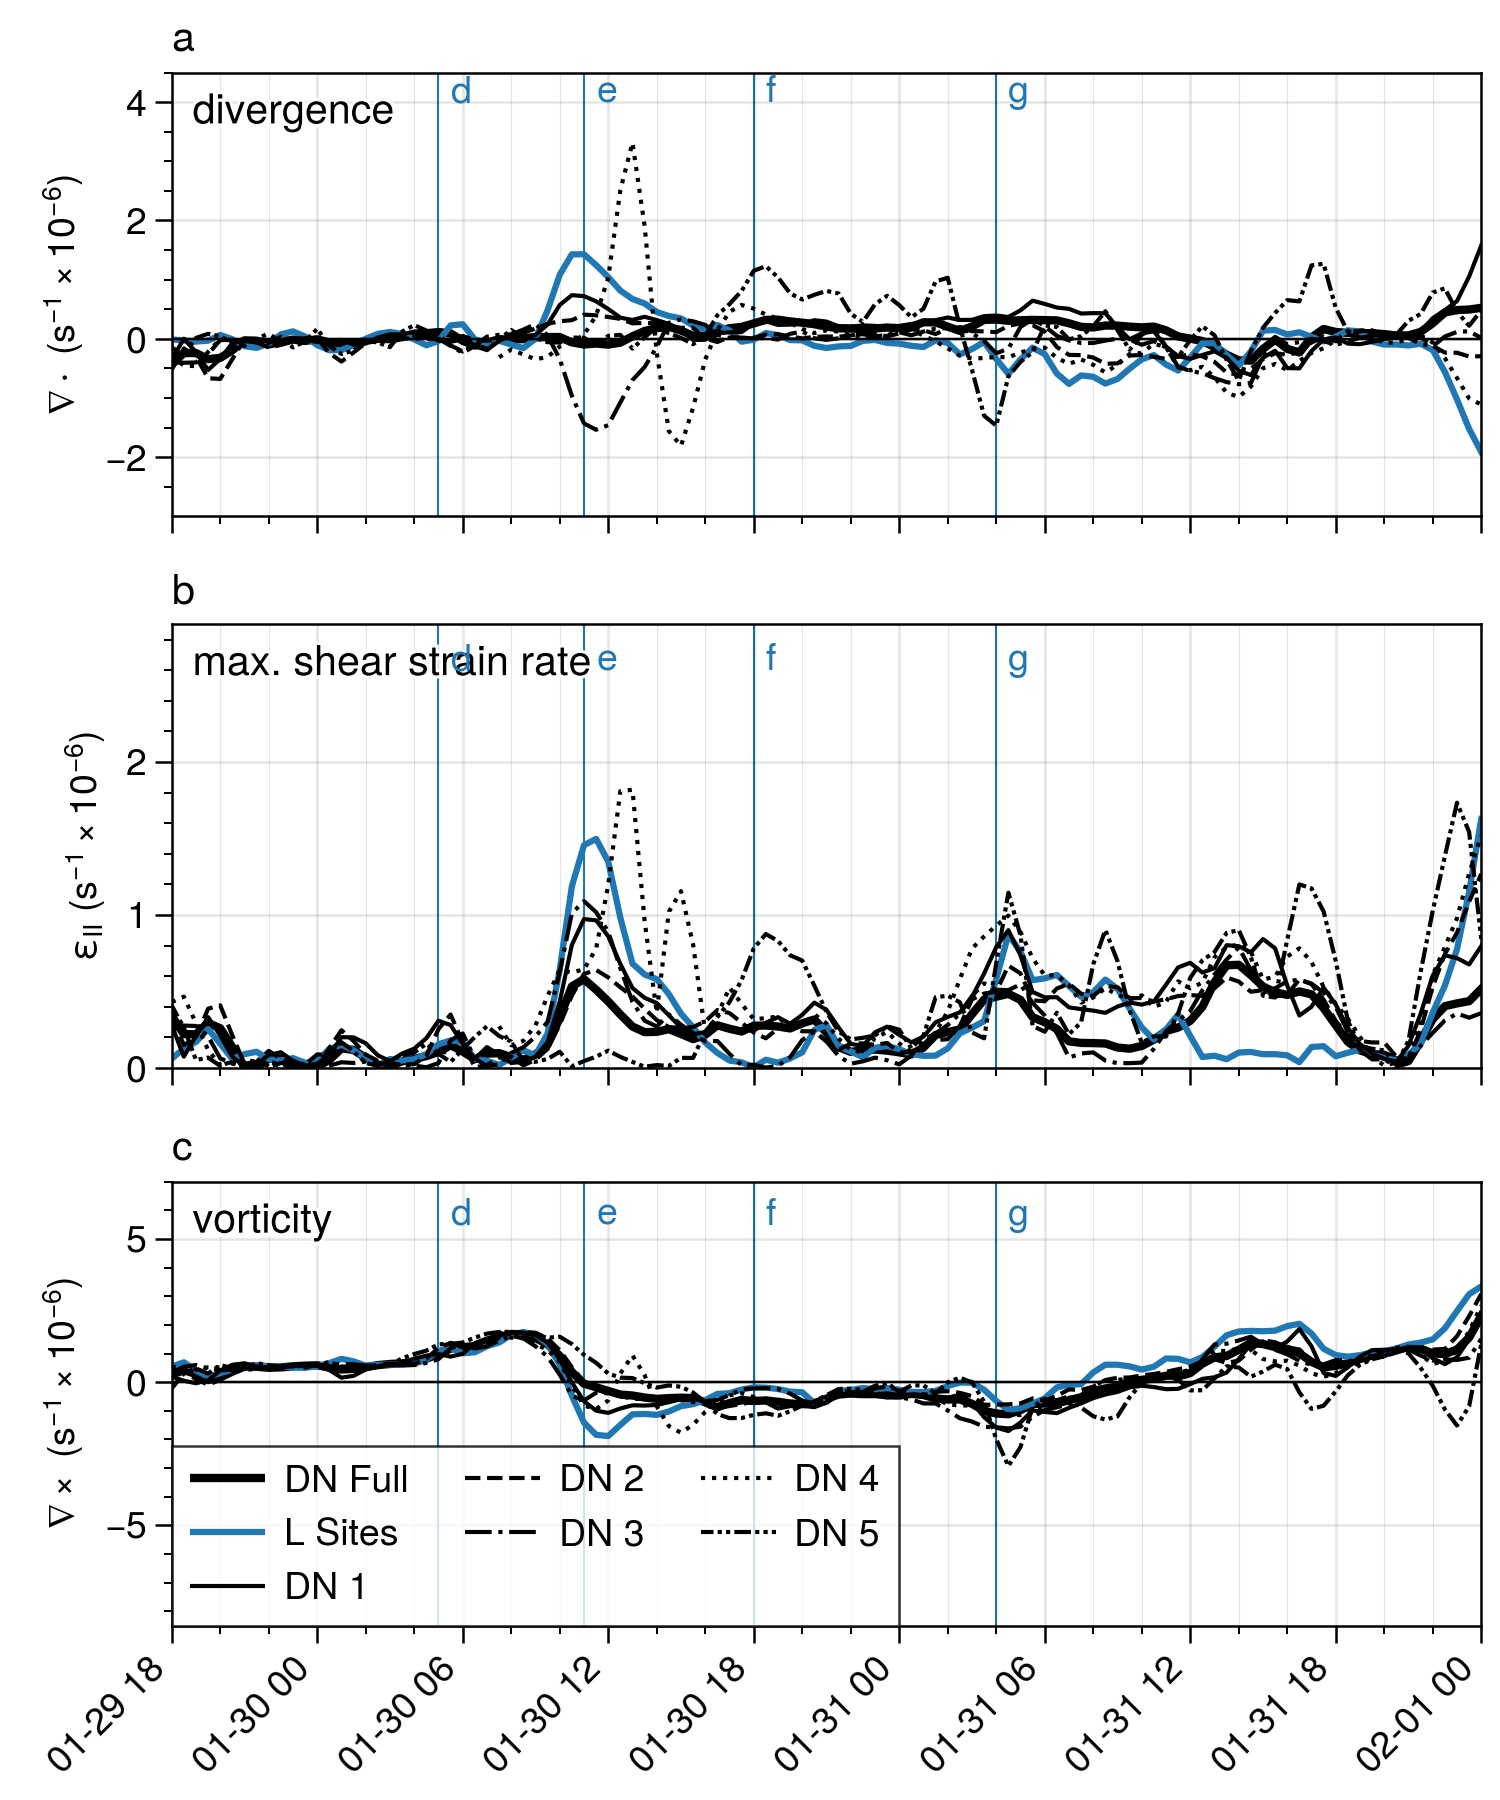 a
divergence
d e f g
4
2
0
−2
∇ · (s⁻¹ × 10⁻⁶)
b
max. shear strain rate
d e f g
2
1
0
ε_II (s⁻¹ × 10⁻⁶)
c
vorticity
d e f g
5
0
−5
∇ × (s⁻¹ × 10⁻⁶)
DN Full DN 2 DN 4
L Sites DN 3 DN 5
DN 1
01-29 18
01-30 00
01-30 06
01-30 12
01-30 18
01-31 00
01-31 06
01-31 12
01-31 18
02-01 00